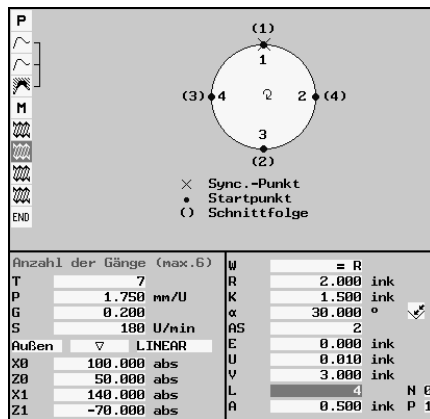 P
(1)
1
(3) 4
2 (4)
M
3
(2)
Sync.-Punkt
Startpunkt
() Schnittfolge
END
Anzahl der Gänge (max.6)
T 7
P 1.750 mm/U
G 0.200
S 180 U/min
Außen ▽ LINEAR
X0 100.000 abs
Z0 50.000 abs
X1 140.000 abs
Z1 -70.000 abs
W = R
R 2.000 ink
K 1.500 ink
α 30.000 °
AS 2
E 0.000 ink
U 0.010 ink
V 3.000 ink
L 4 N 0
A 0.500 ink P 1